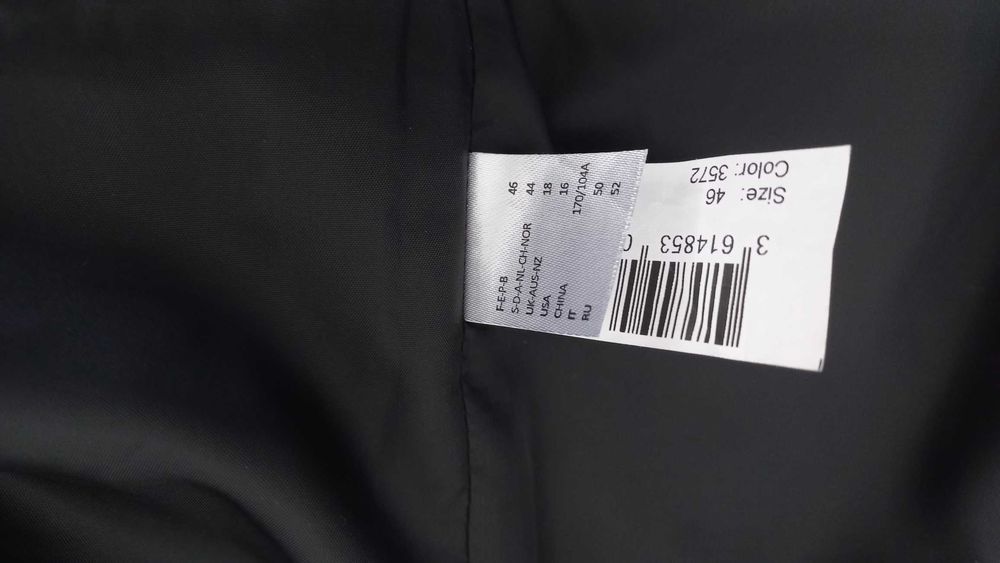 F-E-P-B 46
S-D-A-NL-CH-NOR 44
UK-AUS-NZ 18
USA 16
CHINA 170/104A
IT 50
RU 52
3 614853
Size: 46
Color: 3572